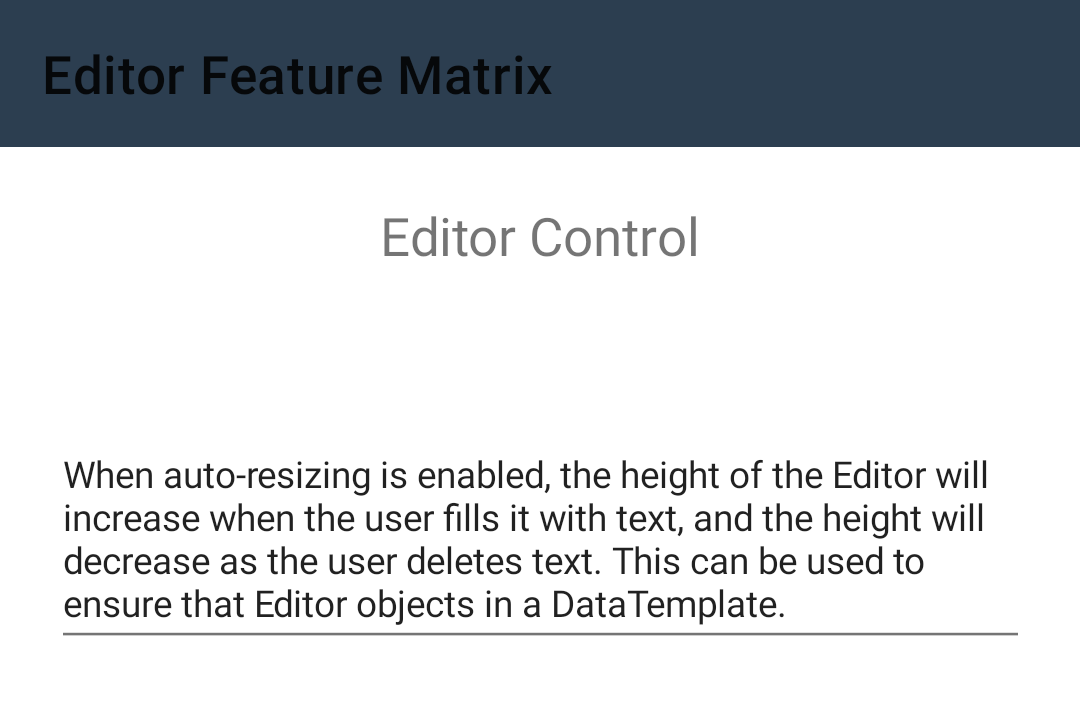 Editor Feature Matrix
Editor Control
When auto-resizing is enabled, the height of the Editor will
increase when the user fills it with text, and the height will
decrease as the user deletes text. This can be used to
ensure that Editor objects in a DataTemplate.